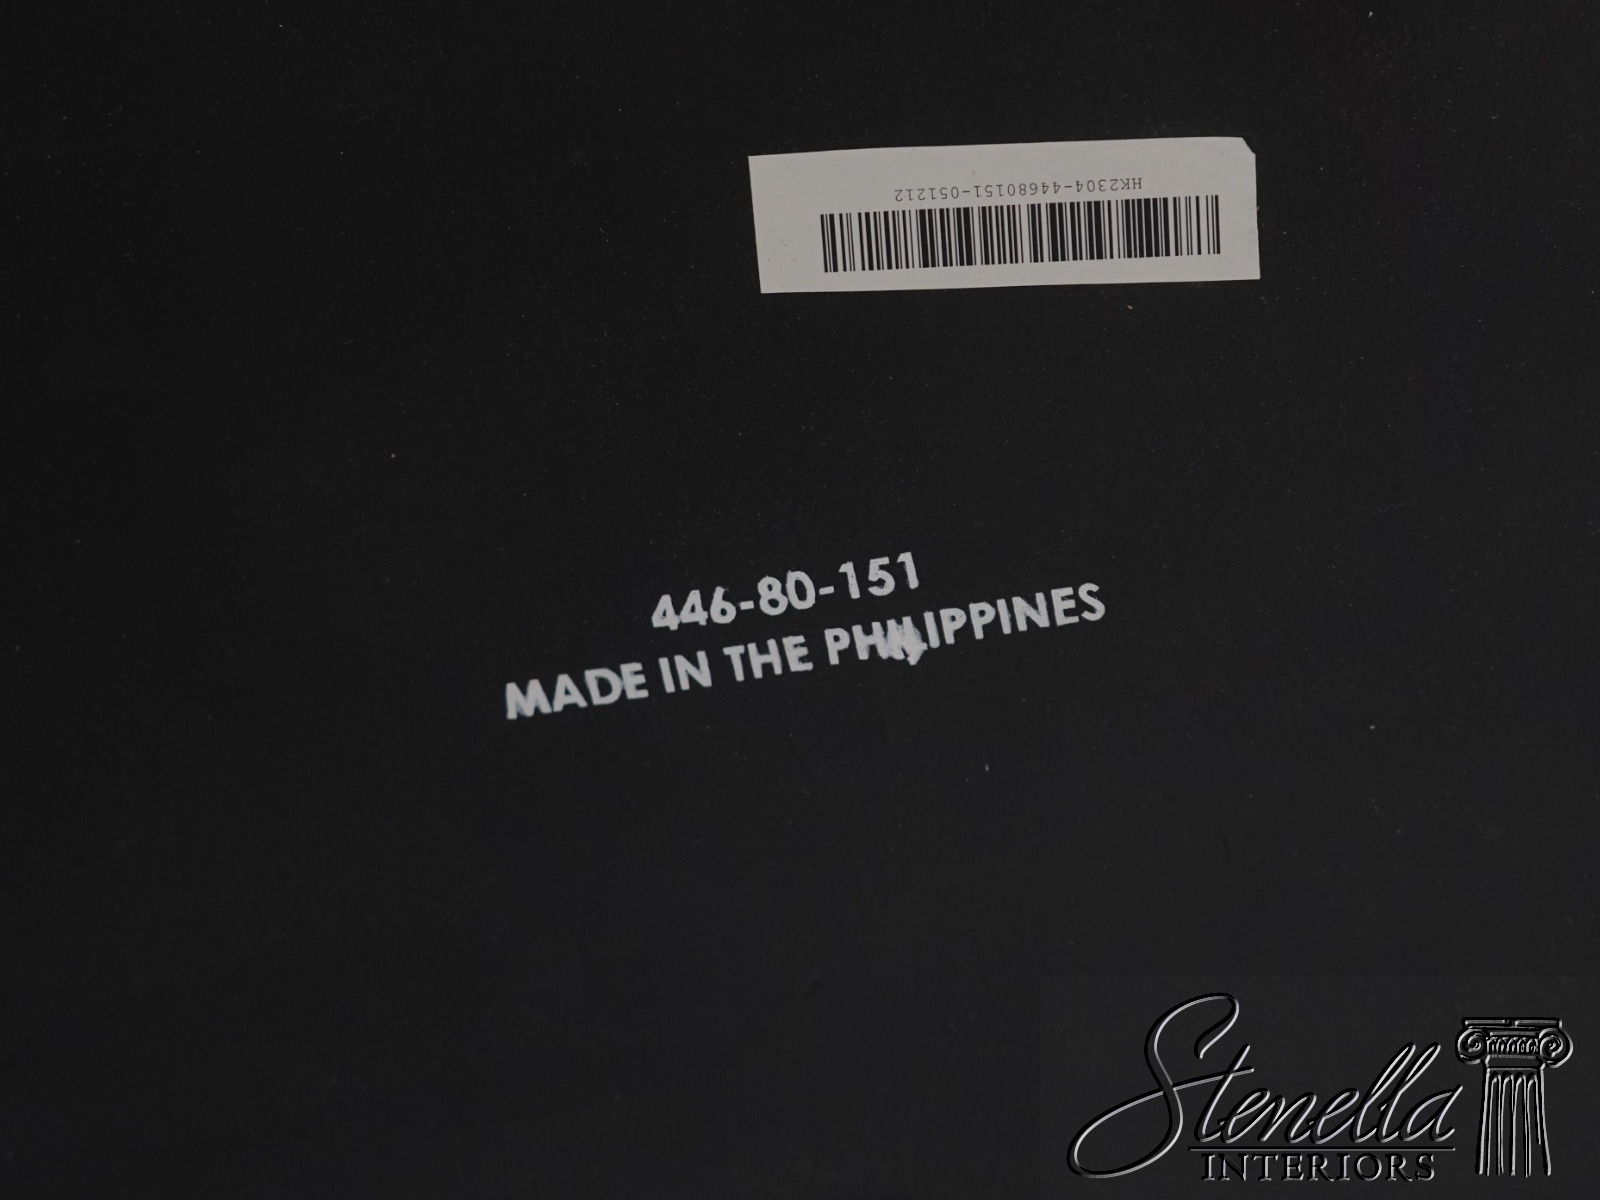 HK2304-44680151-051212
446-80-151
MADE IN THE PHILIPPINES
Stenella
INTERIORS